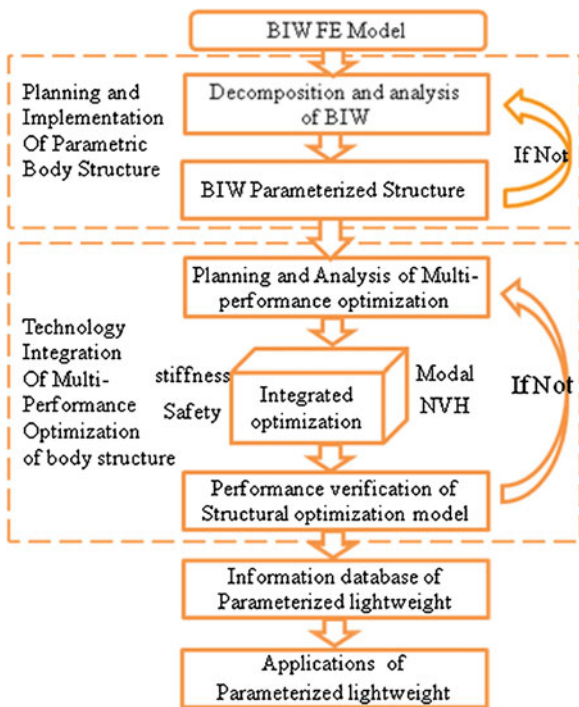 BIW FE Model
Planning and
Implementation
Of Parametric
Body Structure
Decomposition and analysis
of BIW
If Not
BIW Parameterized Structure
Planning and Analysis of Multi-
performance optimization
Technology
Integration
Of Multi-
Performance
Optimization
of body structure
stiffness
Safety
Integrated
optimization
Modal
NVH
If Not
Performance verification of
Structural optimization model
Information database of
Parameterized lightweight
Applications of
Parameterized lightweight